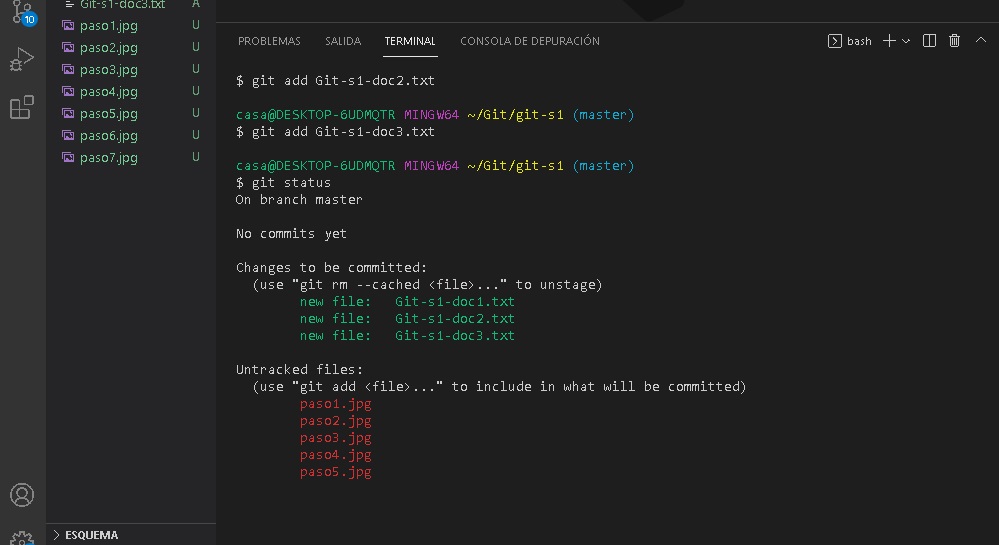 Git-s1-doc3.txt A
10
paso1.jpg U
paso2.jpg U
paso3.jpg U
paso4.jpg U
paso5.jpg U
paso6.jpg U
paso7.jpg U
ESQUEMA
PROBLEMAS SALIDA TERMINAL CONSOLA DE DEPURACIÓN bash
$ git add Git-s1-doc2.txt
casa@DESKTOP-6UDMQTR MINGW64 ~/Git/git-s1 (master)
$ git add Git-s1-doc3.txt
casa@DESKTOP-6UDMQTR MINGW64 ~/Git/git-s1 (master)
$ git status
On branch master
No commits yet
Changes to be committed:
(use "git rm --cached <file>..." to unstage)
new file: Git-s1-doc1.txt
new file: Git-s1-doc2.txt
new file: Git-s1-doc3.txt
Untracked files:
(use "git add <file>..." to include in what will be committed)
paso1.jpg
paso2.jpg
paso3.jpg
paso4.jpg
paso5.jpg